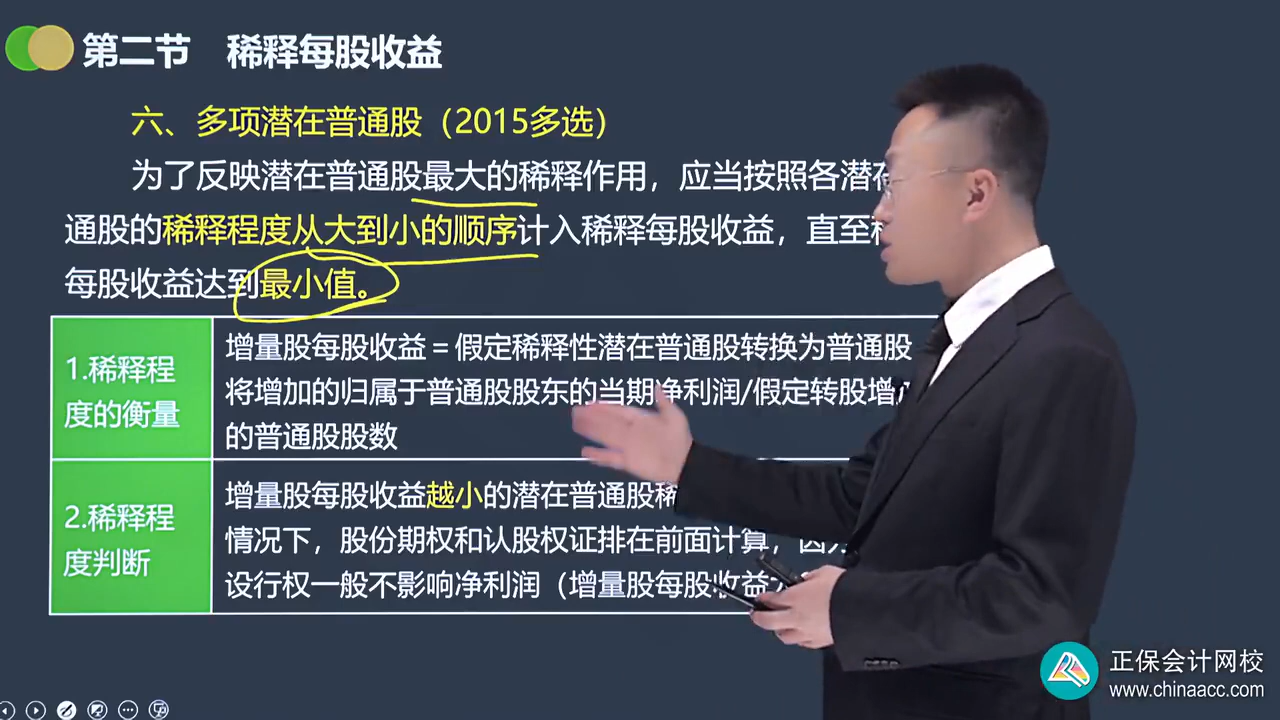 第二节 稀释每股收益
六、多项潜在普通股（2015多选）
为了反映潜在普通股最大的稀释作用，应当按照各潜在
通股的稀释程度从大到小的顺序计入稀释每股收益，直至
每股收益达到最小值。
1.稀释程
度的衡量
增量股每股收益＝假定稀释性潜在普通股转换为普通股
将增加的归属于普通股股东的当期净利润/假定转股增
的普通股股数
2.稀释程
度判断
增量股每股收益越小的潜在普通股
情况下，股份期权和认股权证排在前面计算，因
设行权一般不影响净利润（增量股每股收益
正保会计网校
www.chinaacc.com